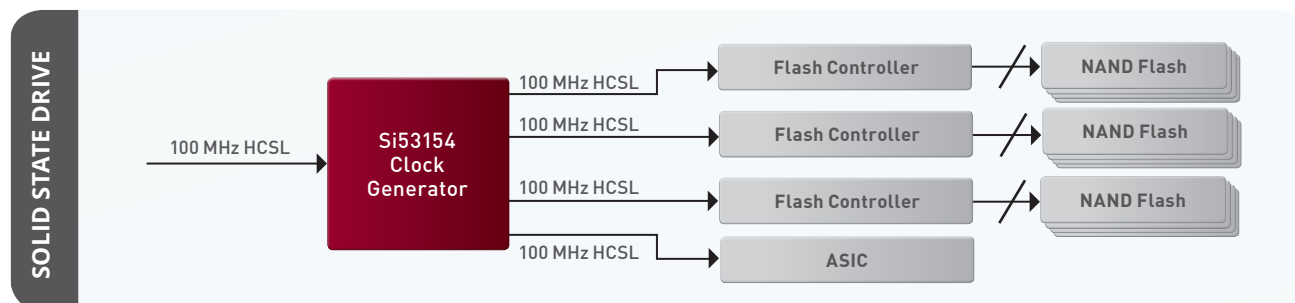 SOLID STATE DRIVE
100 MHz HCSL
Si53154
Clock
Generator
100 MHz HCSL
Flash Controller
NAND Flash
100 MHz HCSL
Flash Controller
NAND Flash
100 MHz HCSL
Flash Controller
NAND Flash
100 MHz HCSL
ASIC